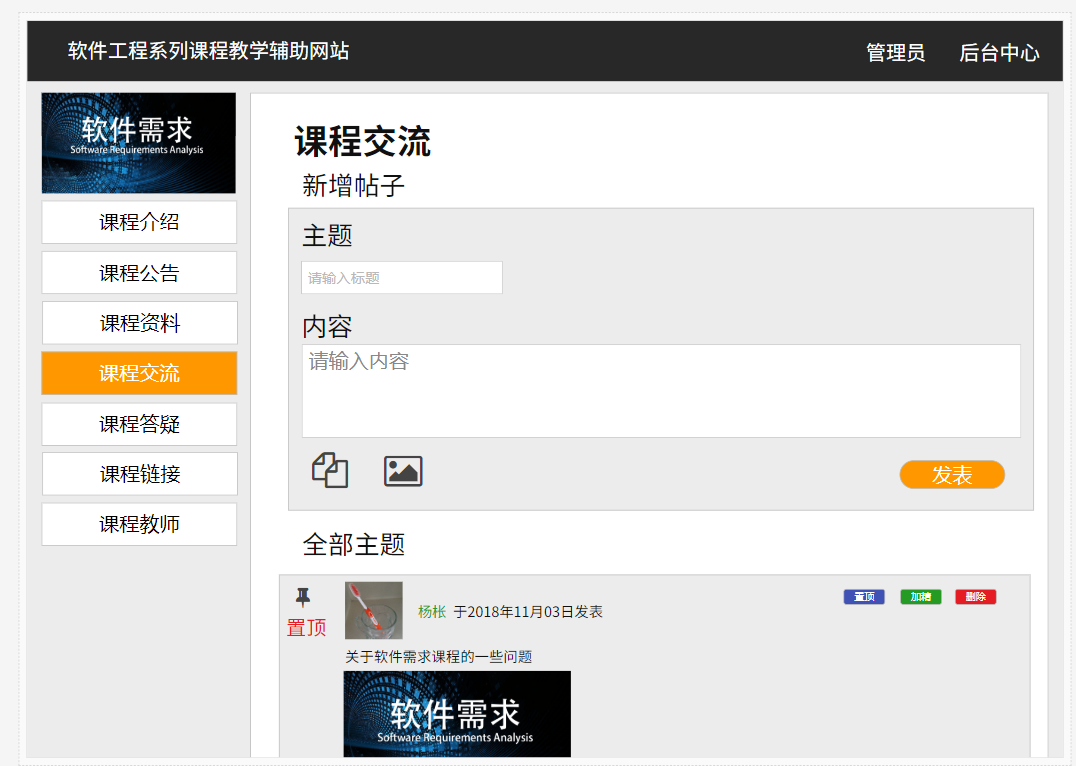 软件工程系列课程教学辅助网站
管理员 后台中心
软件需求
Software Requirements Analysis
课程介绍
课程公告
课程资料
课程交流
课程答疑
课程链接
课程教师
课程交流
新增帖子
主题
请输入标题
内容
请输入内容
发表
全部主题
置顶
杨枨 于2018年11月03日发表
置顶 加精 删除
关于软件需求课程的一些问题
软件需求
Software Requirements Analysis